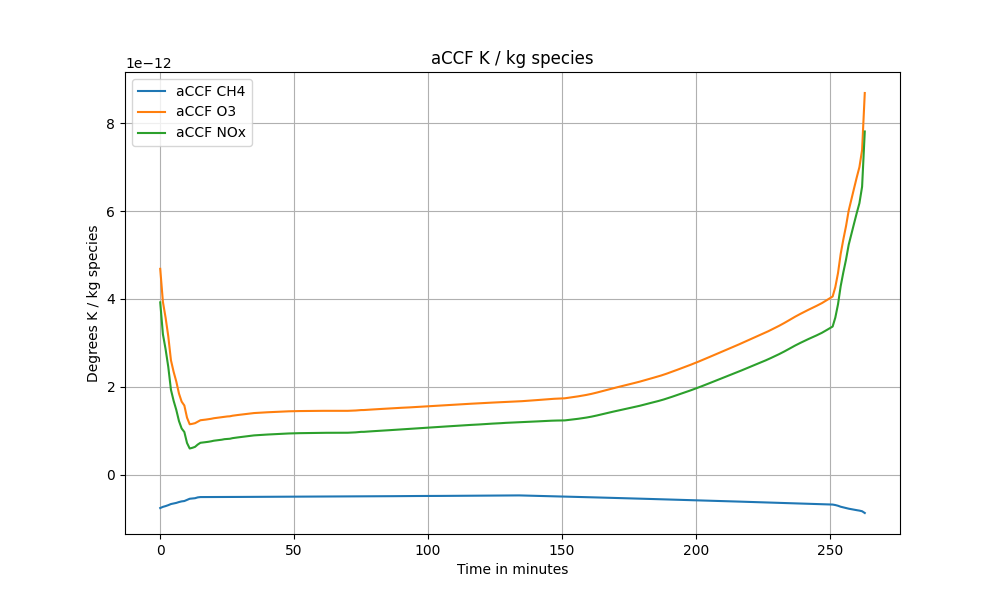 aCCF K / kg species
1e−12
aCCF CH4
aCCF O3
aCCF NOx
8
6
4
2
0
Degrees K / kg species
0 50 100 150 200 250
Time in minutes